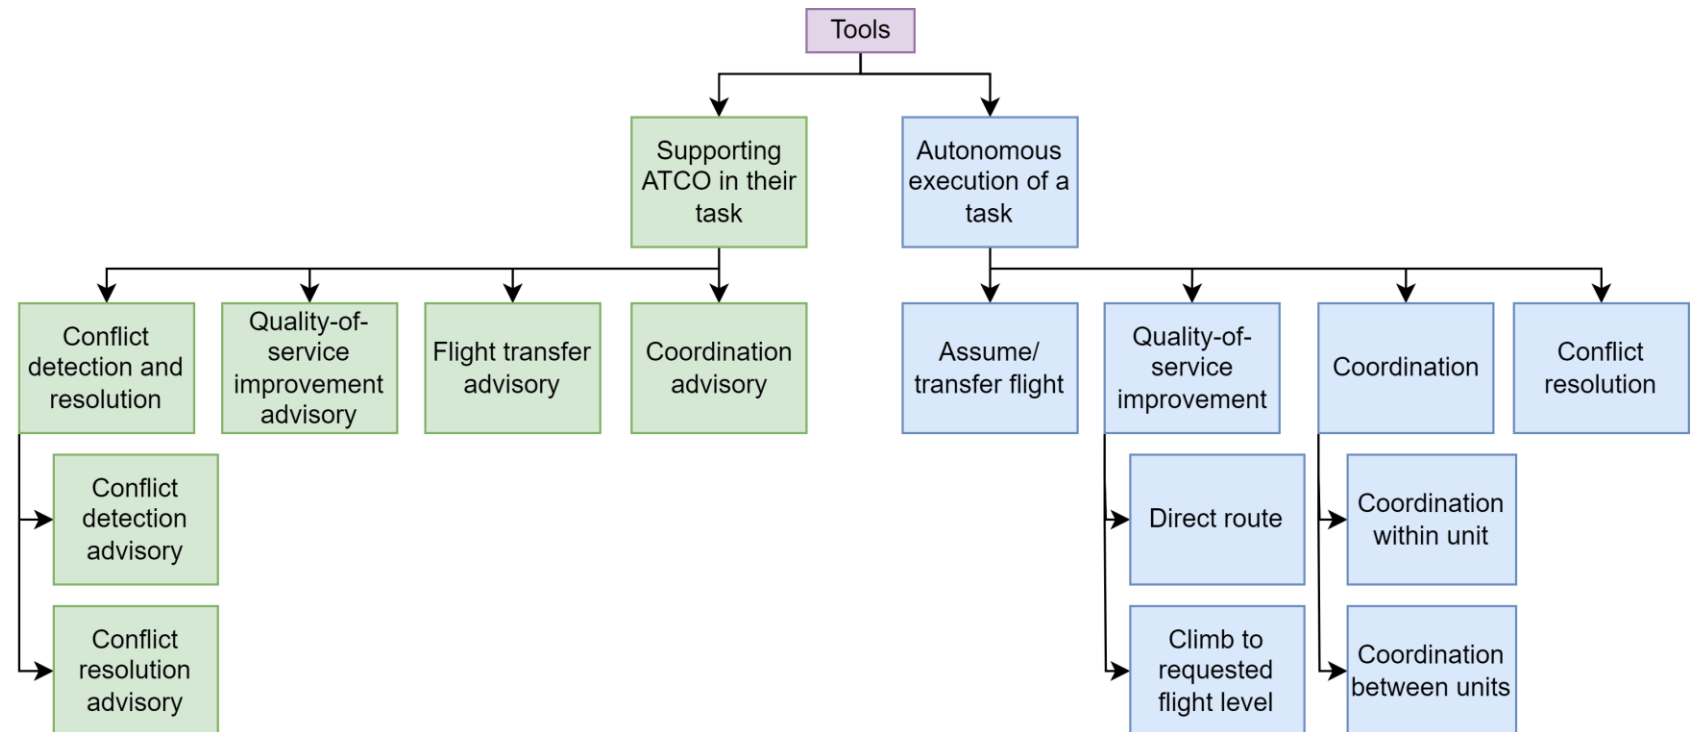 Tools
Supporting
ATCO in their
task
Autonomous
execution of a
task
Conflict
detection and
resolution
Quality-of-
service
improvement
advisory
Flight transfer
advisory
Coordination
advisory
Assume/
transfer flight
Quality-of-
service
improvement
Coordination
Conflict
resolution
Conflict
detection
advisory
Direct route
Coordination
within unit
Conflict
resolution
advisory
Climb to
requested
flight level
Coordination
between units